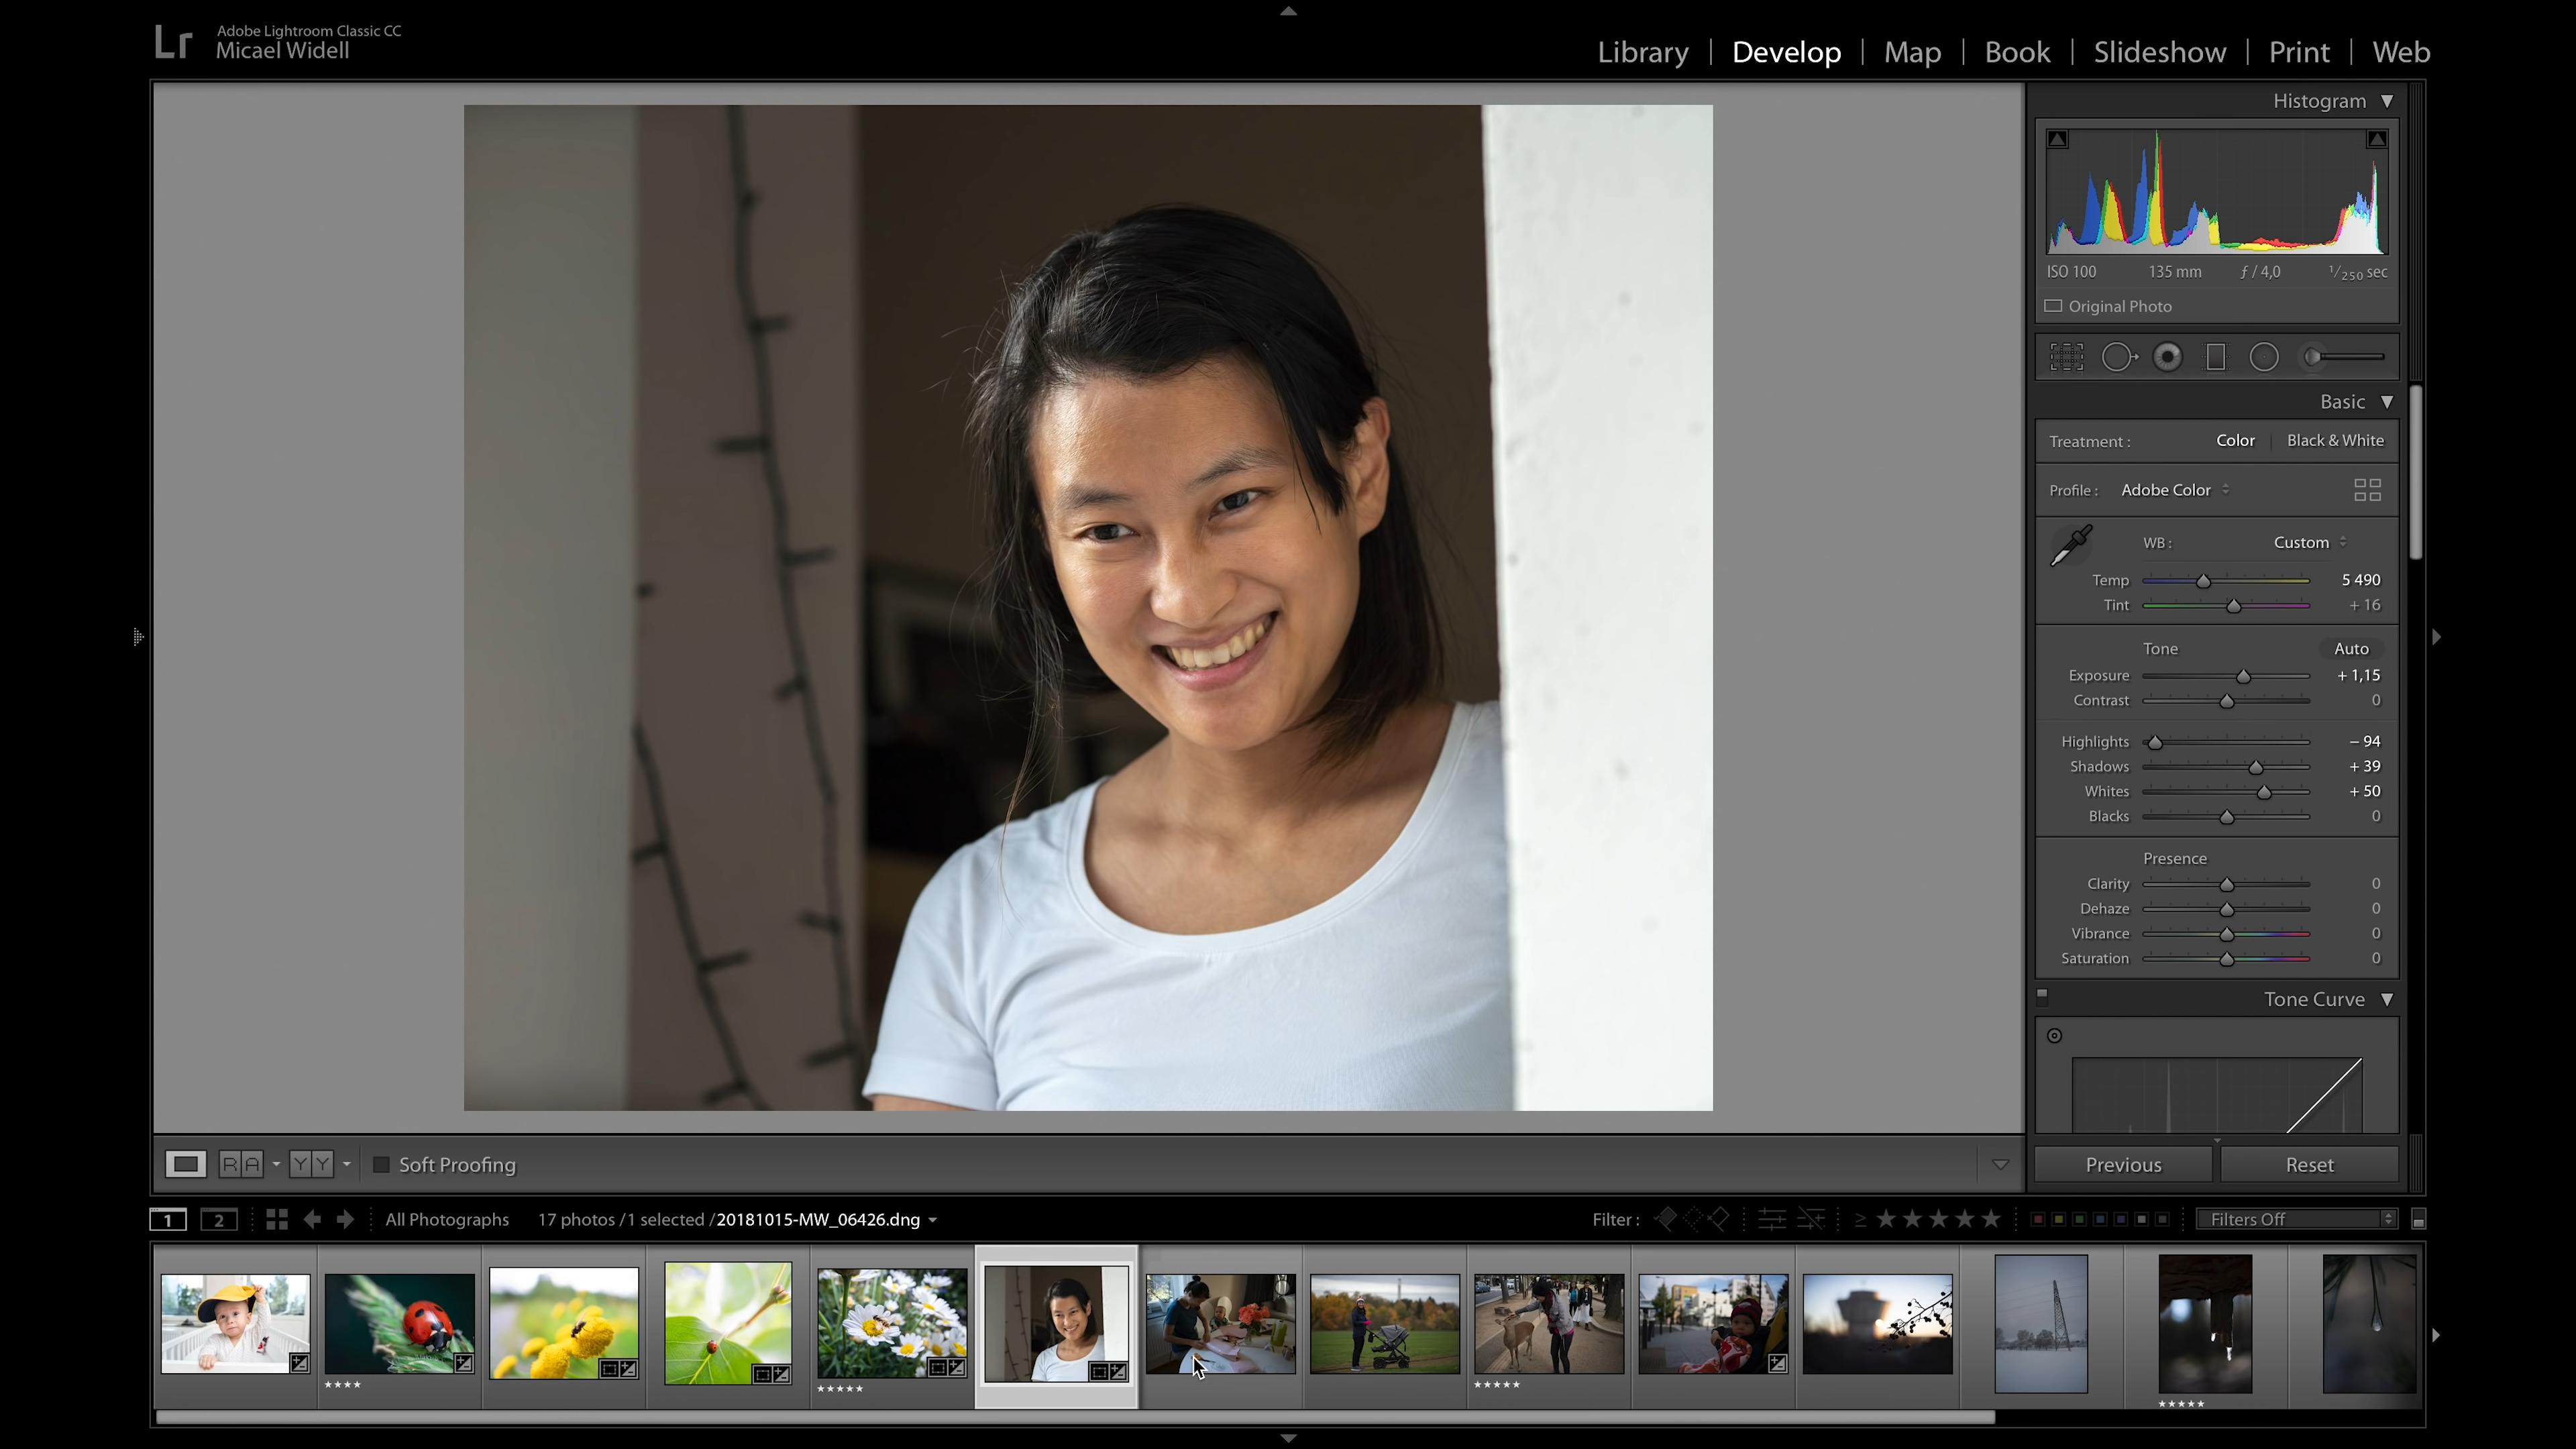 Lr
Adobe Lightroom Classic CC
Micael Widell
Library | Develop | Map | Book | Slideshow | Print | Web
Histogram
ISO 100 135 mm ƒ / 4,0 1/250 sec
Original Photo
Basic
Treatment : Color Black & White
Profile : Adobe Color
WB : Custom
Temp 5 490
Tint + 16
Tone Auto
Exposure + 1,15
Contrast 0
Highlights − 94
Shadows + 39
Whites + 50
Blacks 0
Presence
Clarity 0
Dehaze 0
Vibrance 0
Saturation 0
Tone Curve
R A Y Y Soft Proofing
Previous Reset
1 2 All Photographs 17 photos /1 selected /20181015-MW_06426.dng Filter : ≥ Filters Off